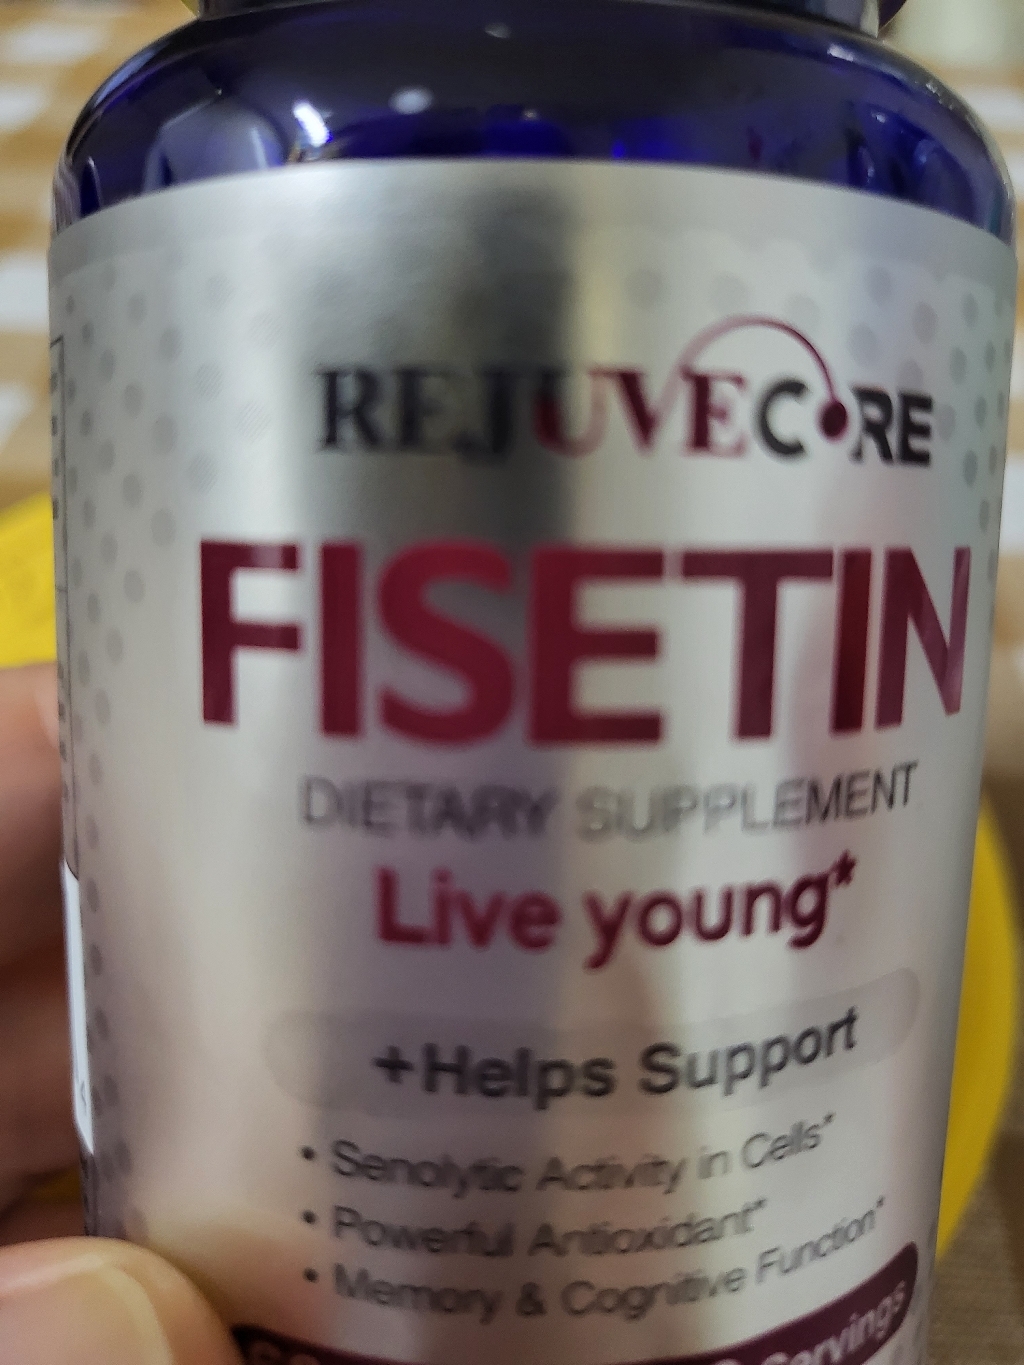 REJUVECORE
FISETIN
DIETARY SUPPLEMENT
Live young*
+Helps Support
• Senolytic Activity in Cells*
• Powerful Antioxidant*
• Memory & Cognitive Function*
Servings